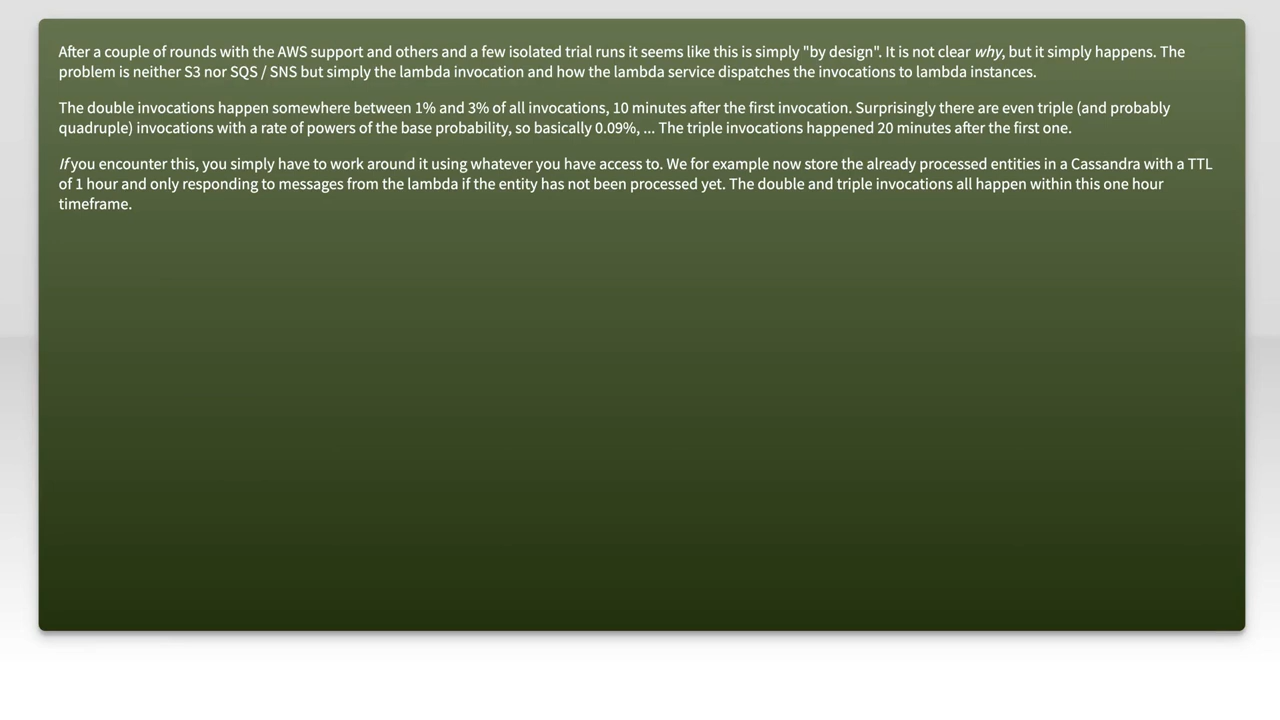 After a couple of rounds with the AWS support and others and a few isolated trial runs it seems like this is simply "by design". It is not clear why, but it simply happens. The
problem is neither S3 nor SQS / SNS but simply the lambda invocation and how the lambda service dispatches the invocations to lambda instances.
The double invocations happen somewhere between 1% and 3% of all invocations, 10 minutes after the first invocation. Surprisingly there are even triple (and probably
quadruple) invocations with a rate of powers of the base probability, so basically 0.09%, ... The triple invocations happened 20 minutes after the first one.
If you encounter this, you simply have to work around it using whatever you have access to. We for example now store the already processed entities in a Cassandra with a TTL
of 1 hour and only responding to messages from the lambda if the entity has not been processed yet. The double and triple invocations all happen within this one hour
timeframe.